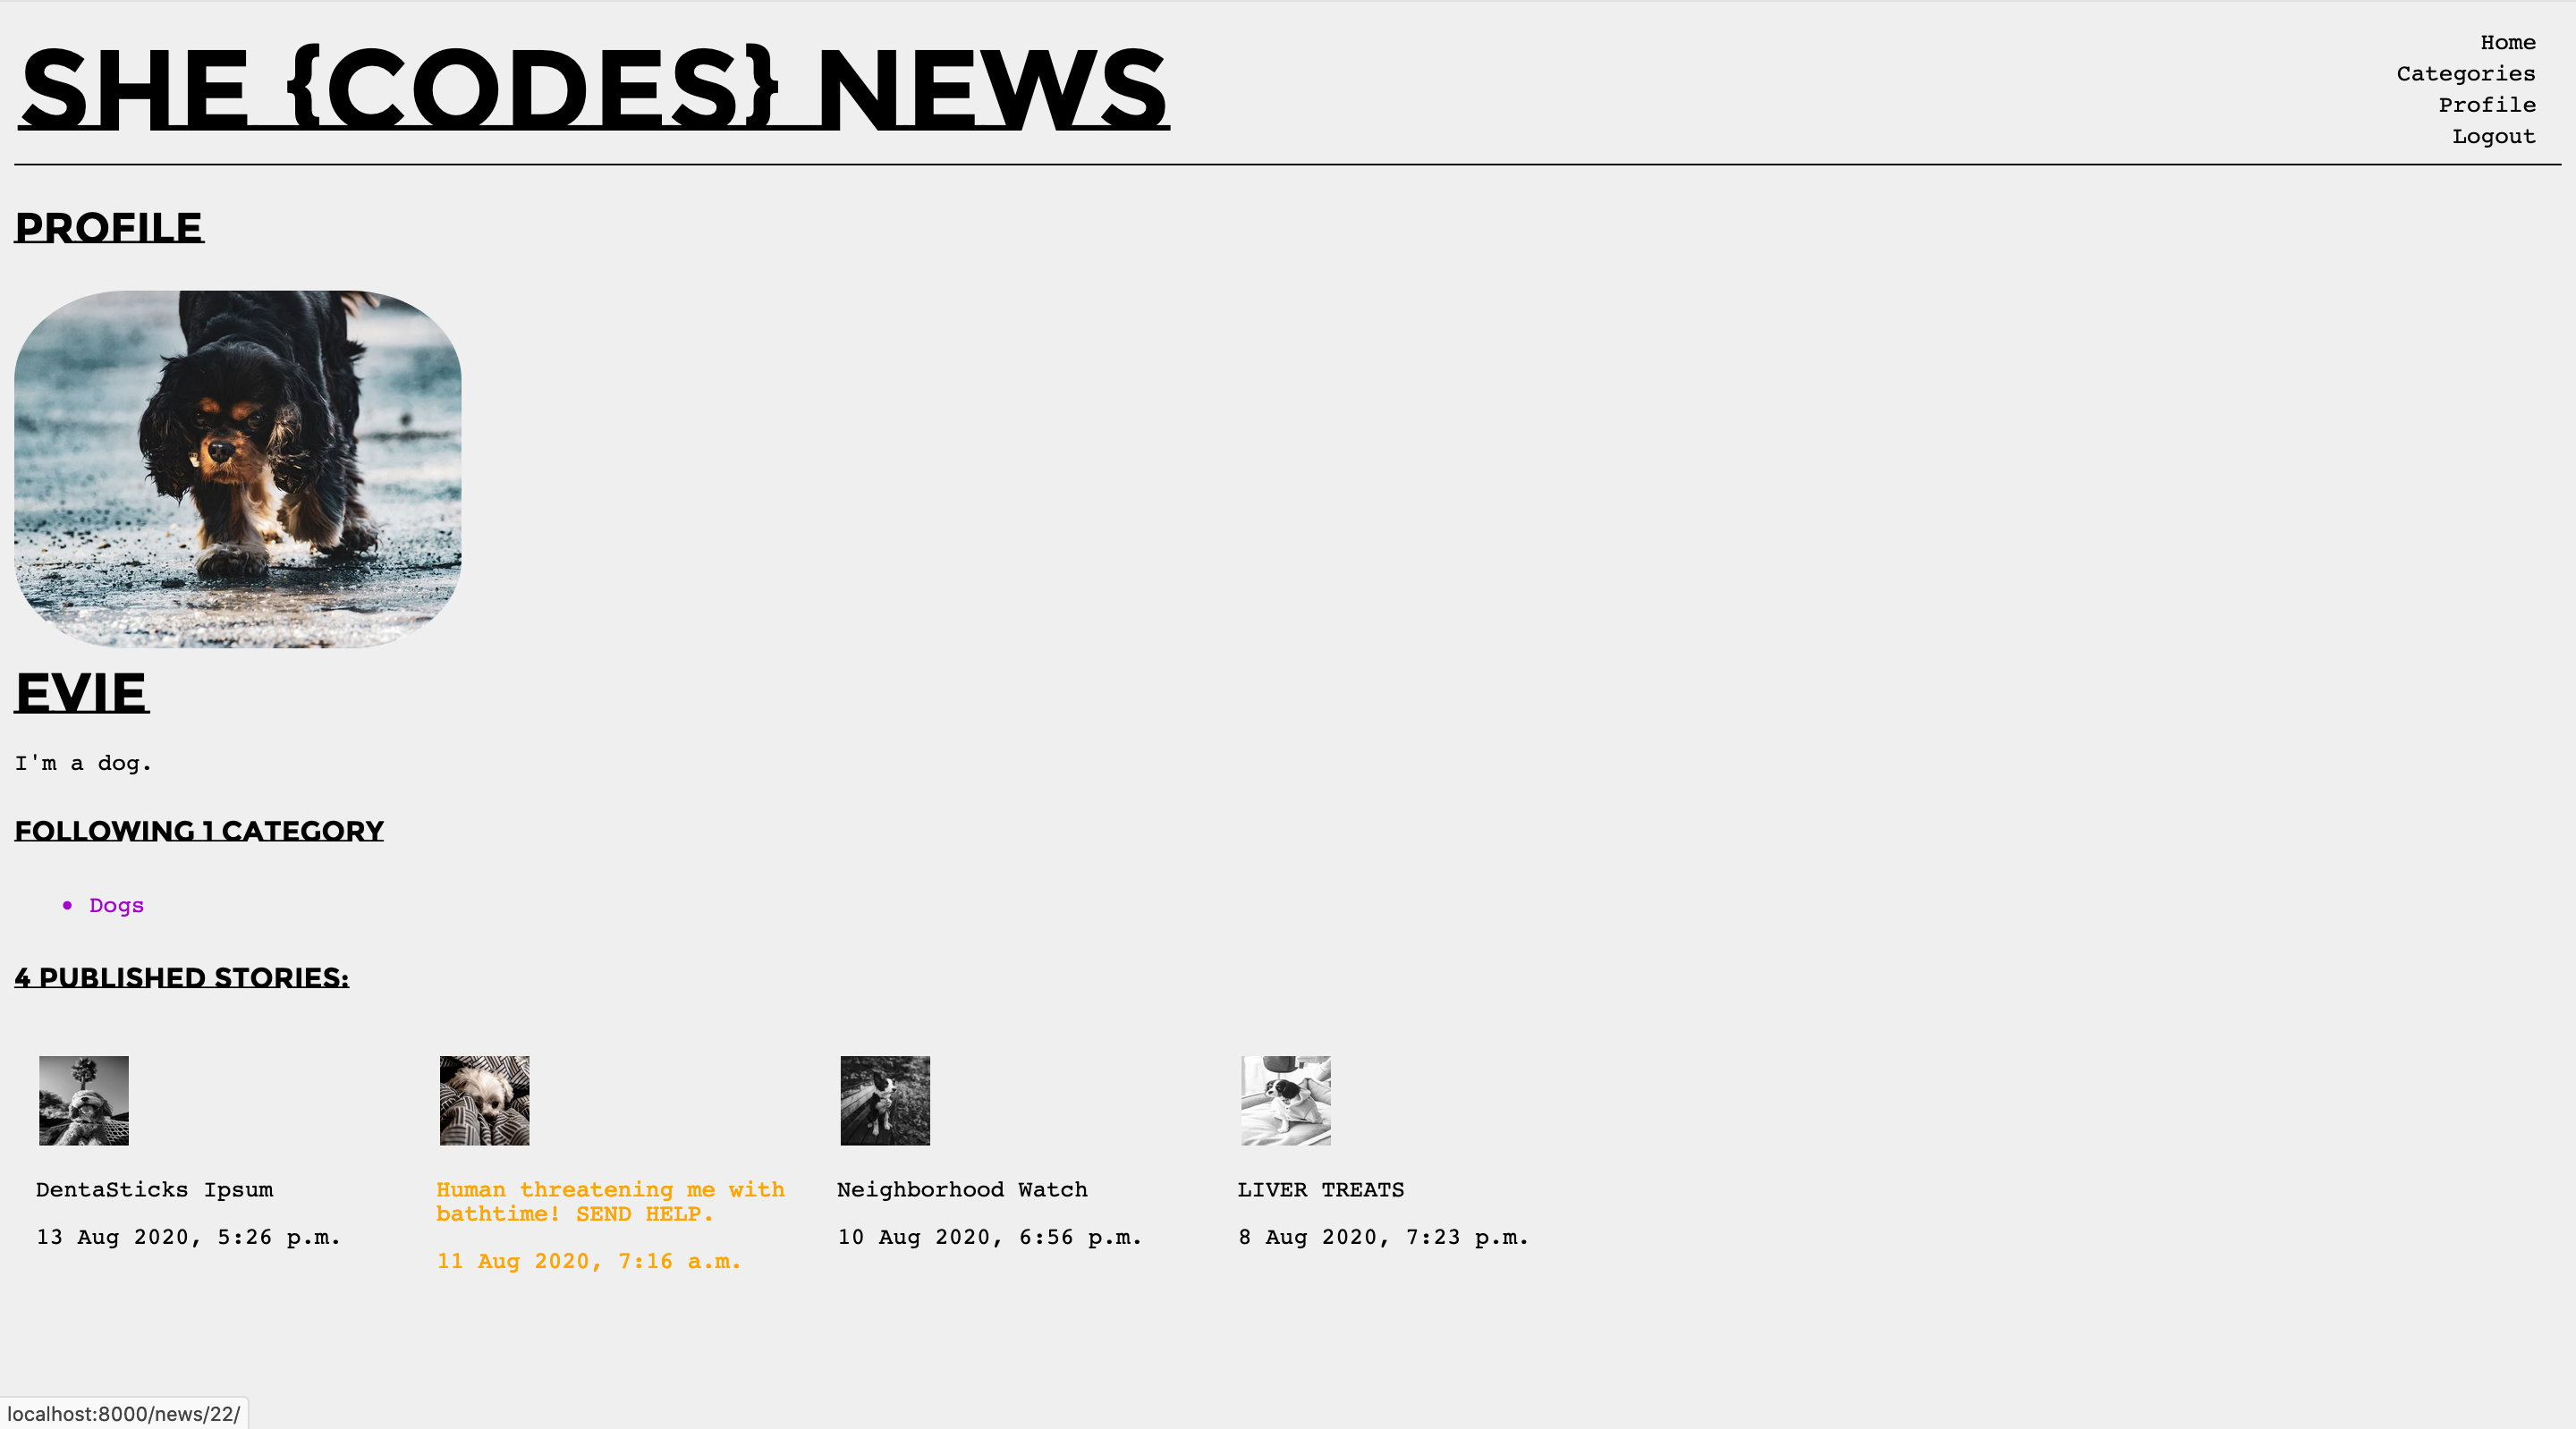 SHE {CODES} NEWS
Home
Categories
Profile
Logout
PROFILE
EVIE
I'm a dog.
FOLLOWING 1 CATEGORY
• Dogs
4 PUBLISHED STORIES:
DentaSticks Ipsum
13 Aug 2020, 5:26 p.m.
Human threatening me with
bathtime! SEND HELP.
11 Aug 2020, 7:16 a.m.
Neighborhood Watch
10 Aug 2020, 6:56 p.m.
LIVER TREATS
8 Aug 2020, 7:23 p.m.
localhost:8000/news/22/